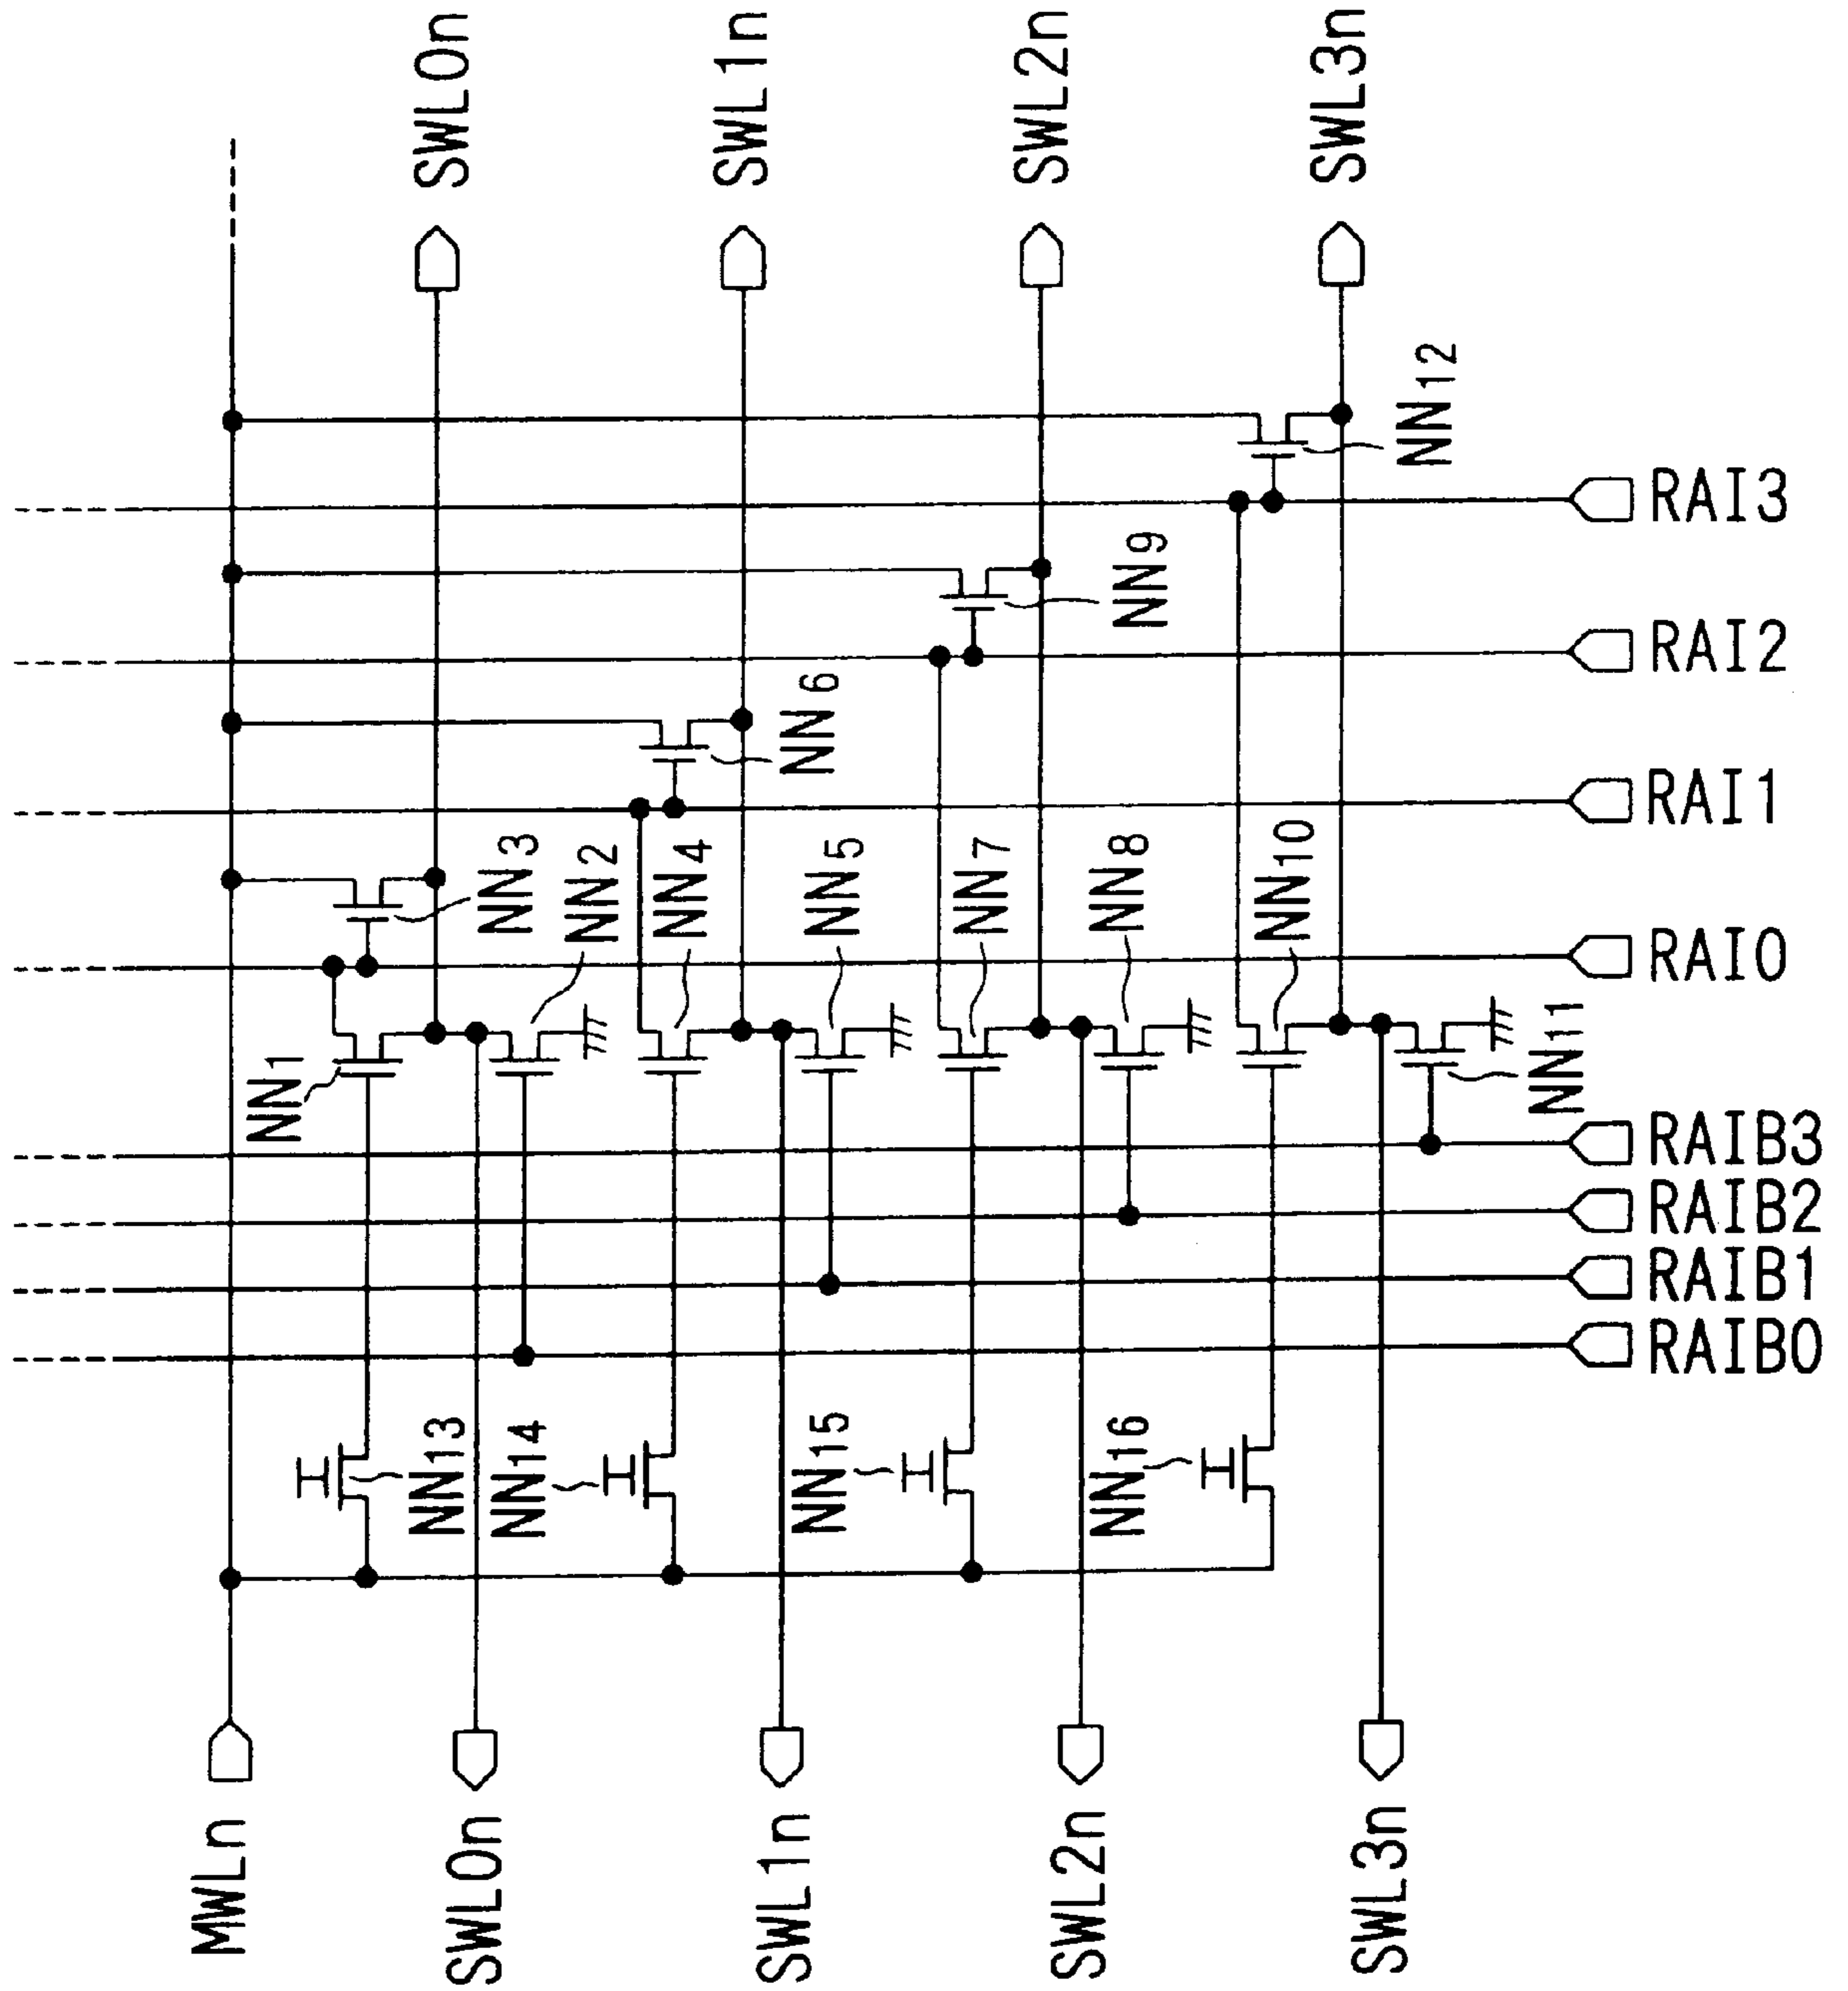 SWL0n
SWL1n
SWL2n
SWL3n
NN12
RAI3
NN9
RAI2
NN6
RAI1
NN3
NN2
NN4
NN5
NN7
NN8
NN10
RAI0
NN1
NN11
RAIB3
RAIB2
RAIB1
RAIB0
NN13
NN14
NN15
NN16
MWLn
SWL0n
SWL1n
SWL2n
SWL3n